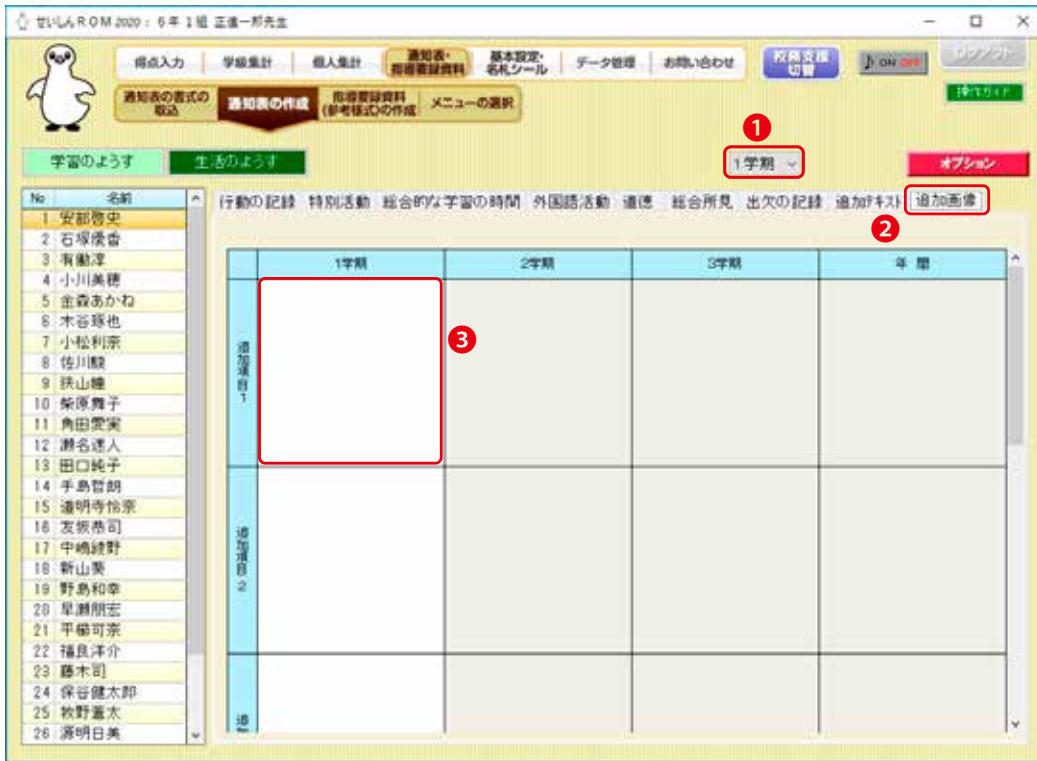 せいしんROM 2020 : 6年 1組 正進一郎先生
得点入力 学級集計 個人集計 通知表・指導要録資料 基本設定・名札シール データ管理 お問い合わせ 校務支援切替 ON OFF ログアウト
通知表の書式の取込 通知表の作成 指導要録資料(参考様式)の作成 メニューの選択 操作ガイド
❶
学習のようす 生活のようす 1学期 オプション
No 名前
行動の記録 特別活動 総合的な学習の時間 外国語活動 道徳 総合所見 出欠の記録 追加テキスト 追加画像
❷
1学期 2学期 3学期 年間
追加項目1
❸
追加項目2
追
1 安部啓史
2 石塚優香
3 有働淳
4 小川美穂
5 金森あかね
6 木谷琢也
7 小松利奈
8 佐川駿
9 狭山瞳
10 柴原舞子
11 角田愛実
12 瀬名達人
13 田口純子
14 手島哲朗
15 道明寺怜奈
16 友坂恭司
17 中嶋綾野
18 新山葵
19 野島和幸
20 早瀬朋宏
21 平櫛可奈
22 福良洋介
23 藤木司
24 保谷健太郎
25 牧野蓮太
26 源明日美